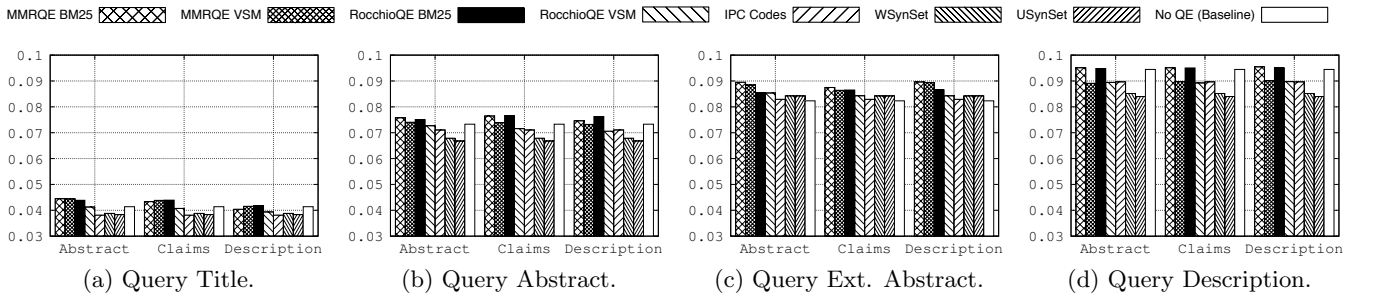 MMRQE BM25 MMRQE VSM RocchioQE BM25 RocchioQE VSM IPC Codes WSynSet USynSet No QE (Baseline)
0.1 0.1 0.1 0.1
0.09 0.09 0.09 0.09
0.08 0.08 0.08 0.08
0.07 0.07 0.07 0.07
0.06 0.06 0.06 0.06
0.05 0.05 0.05 0.05
0.04 0.04 0.04 0.04
0.03 0.03 0.03 0.03
Abstract Claims Description Abstract Claims Description Abstract Claims Description Abstract Claims Description
(a) Query Title. (b) Query Abstract. (c) Query Ext. Abstract. (d) Query Description.